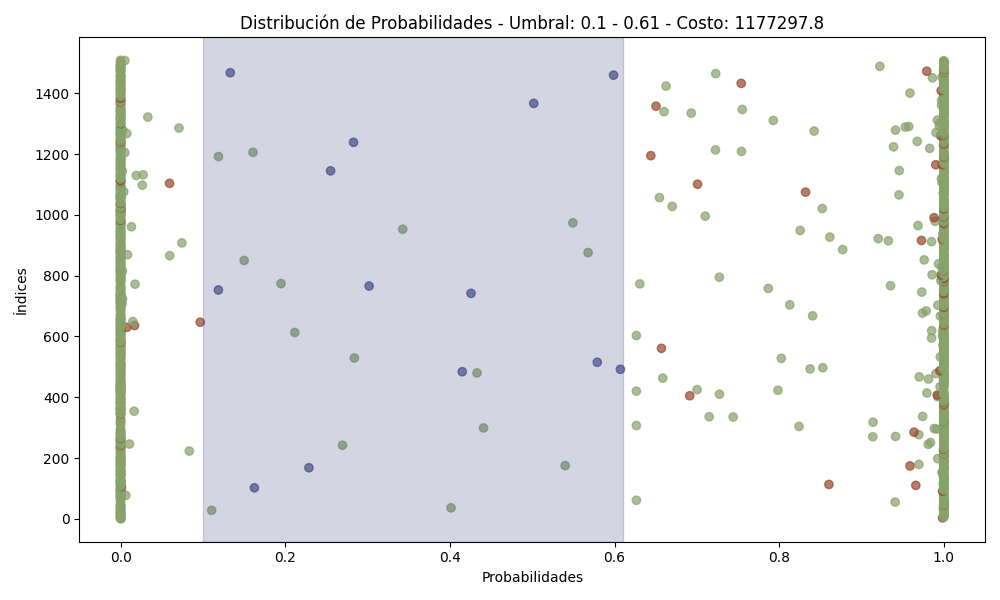 Distribución de Probabilidades - Umbral: 0.1 - 0.61 - Costo: 1177297.8
1400
1200
1000
800
600
400
200
0
Índices
0.0 0.2 0.4 0.6 0.8 1.0
Probabilidades